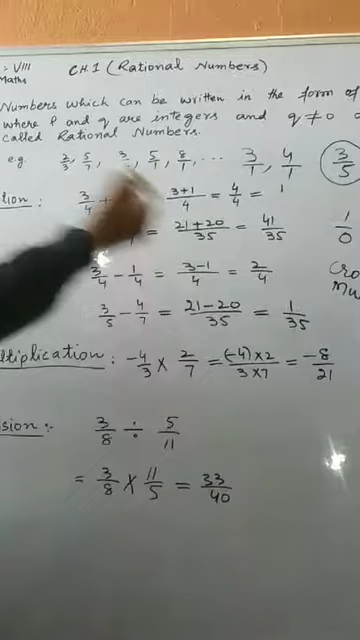 : VIII
Maths
CH.1 (Rational Numbers)
Numbers which can be written in the form of
where P and q are integers and q ≠ 0
called Rational Numbers.
e.g. 2/3, 5/7, 5/1, 8/1, ... 3/1, 4/1 3/5
3/4 + 3+1/4 = 4/4 = 1
= 21+20/35 = 41/35 1/0
3/4 - 1/4 = 3-1/4 = 2/4
3/5 - 4/7 = 21-20/35 = 1/35
-4/3 × 2/7 = (-4)×2/3×7 = -8/21
3/8 ÷ 5/11
= 3/8 × 11/5 = 33/40